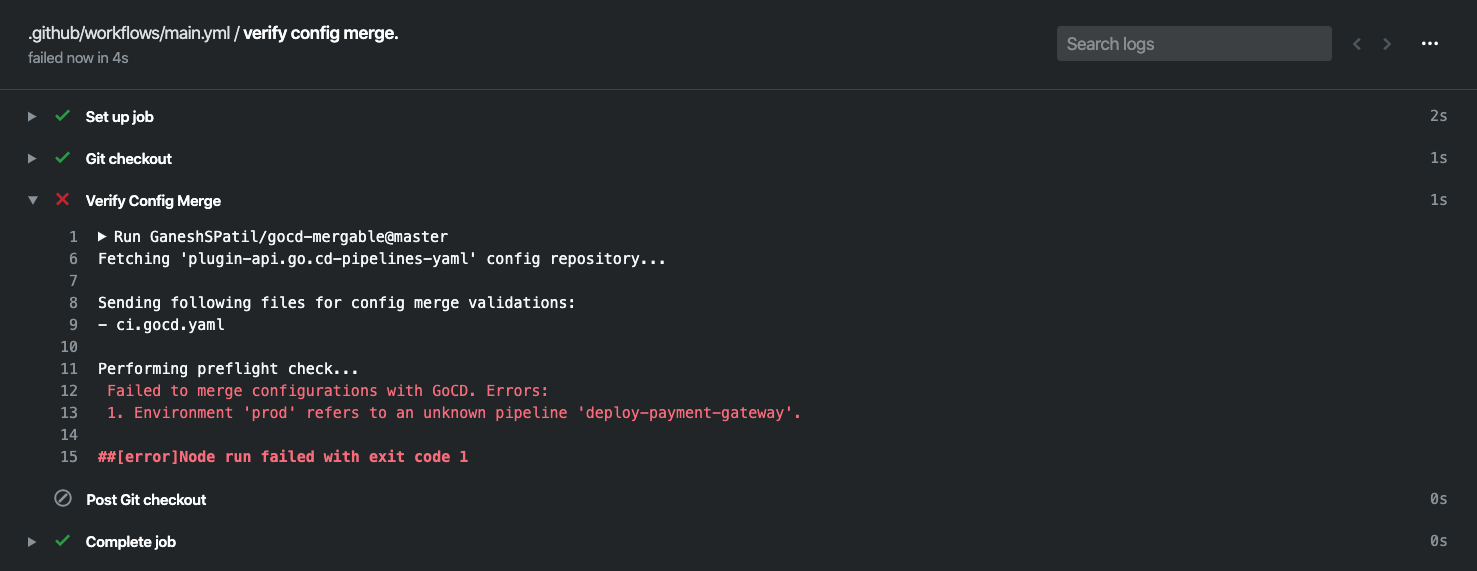 .github/workflows/main.yml / verify config merge.
failed now in 4s
Search logs
Set up job 2s
Git checkout 1s
Verify Config Merge 1s
1 Run GaneshSPatil/gocd-mergable@master
6 Fetching 'plugin-api.go.cd-pipelines-yaml' config repository...
7
8 Sending following files for config merge validations:
9 - ci.gocd.yaml
10
11 Performing preflight check...
12 Failed to merge configurations with GoCD. Errors:
13 1. Environment 'prod' refers to an unknown pipeline 'deploy-payment-gateway'.
14
15 ##[error]Node run failed with exit code 1
Post Git checkout 0s
Complete job 0s